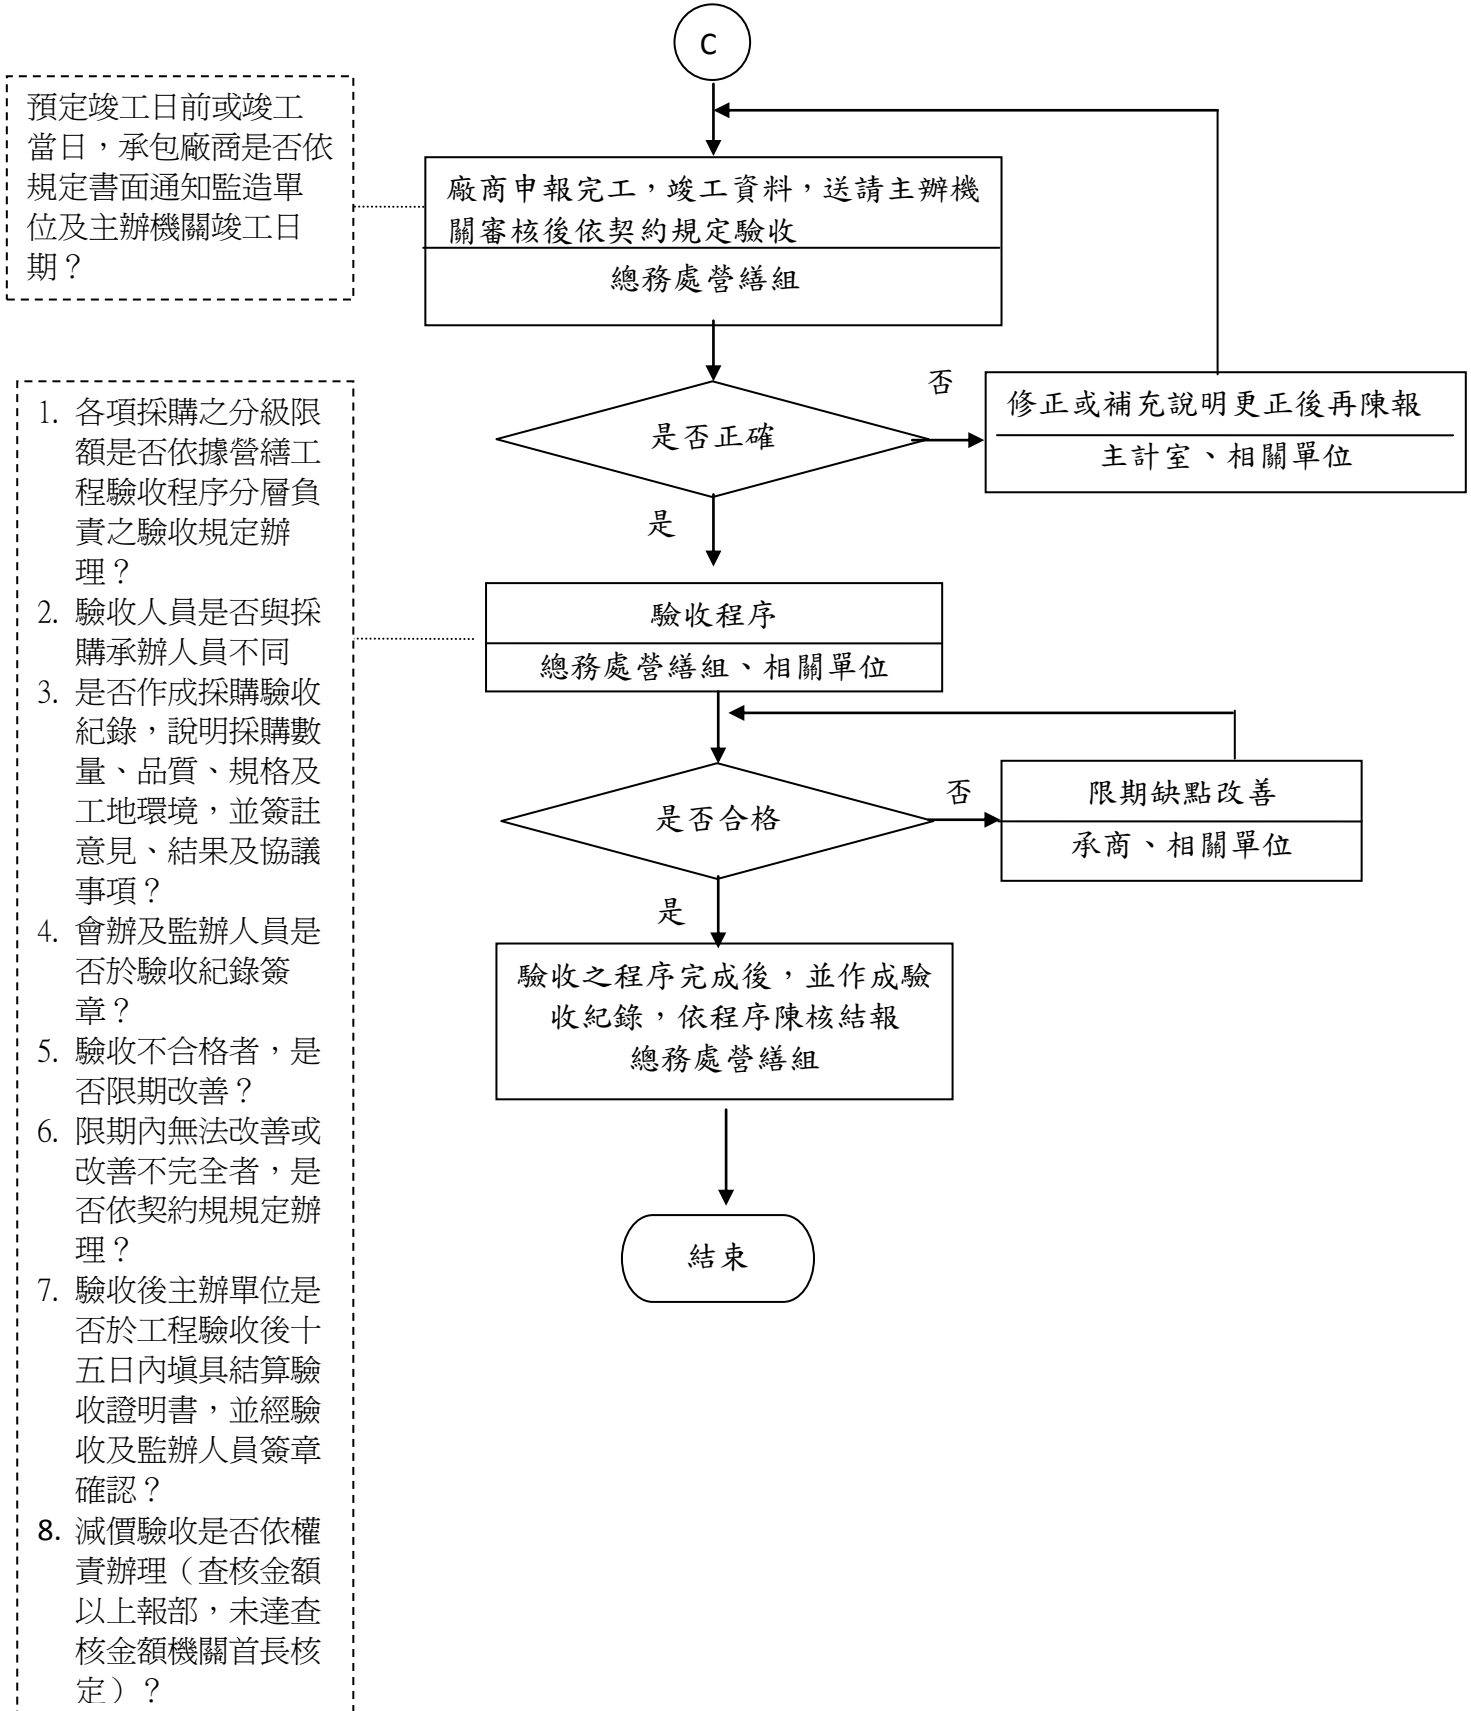 C
預定竣工日前或竣工
當日，承包廠商是否依
規定書面通知監造單
位及主辦機關竣工日
期？
廠商申報完工，竣工資料，送請主辦機
關審核後依契約規定驗收
總務處營繕組
是否正確
否
修正或補充說明更正後再陳報
主計室、相關單位
是
1. 各項採購之分級限
額是否依據營繕工
程驗收程序分層負
責之驗收規定辦
理？
2. 驗收人員是否與採
購承辦人員不同
3. 是否作成採購驗收
紀錄，說明採購數
量、品質、規格及
工地環境，並簽註
意見、結果及協議
事項？
4. 會辦及監辦人員是
否於驗收紀錄簽
章？
5. 驗收不合格者，是
否限期改善？
6. 限期內無法改善或
改善不完全者，是
否依契約規規定辦
理？
7. 驗收後主辦單位是
否於工程驗收後十
五日內填具結算驗
收證明書，並經驗
收及監辦人員簽章
確認？
8. 減價驗收是否依權
責辦理（查核金額
以上報部，未達查
核金額機關首長核
定）？
驗收程序
總務處營繕組、相關單位
是否合格
否
限期缺點改善
承商、相關單位
是
驗收之程序完成後，並作成驗
收紀錄，依程序陳核結報
總務處營繕組
結束